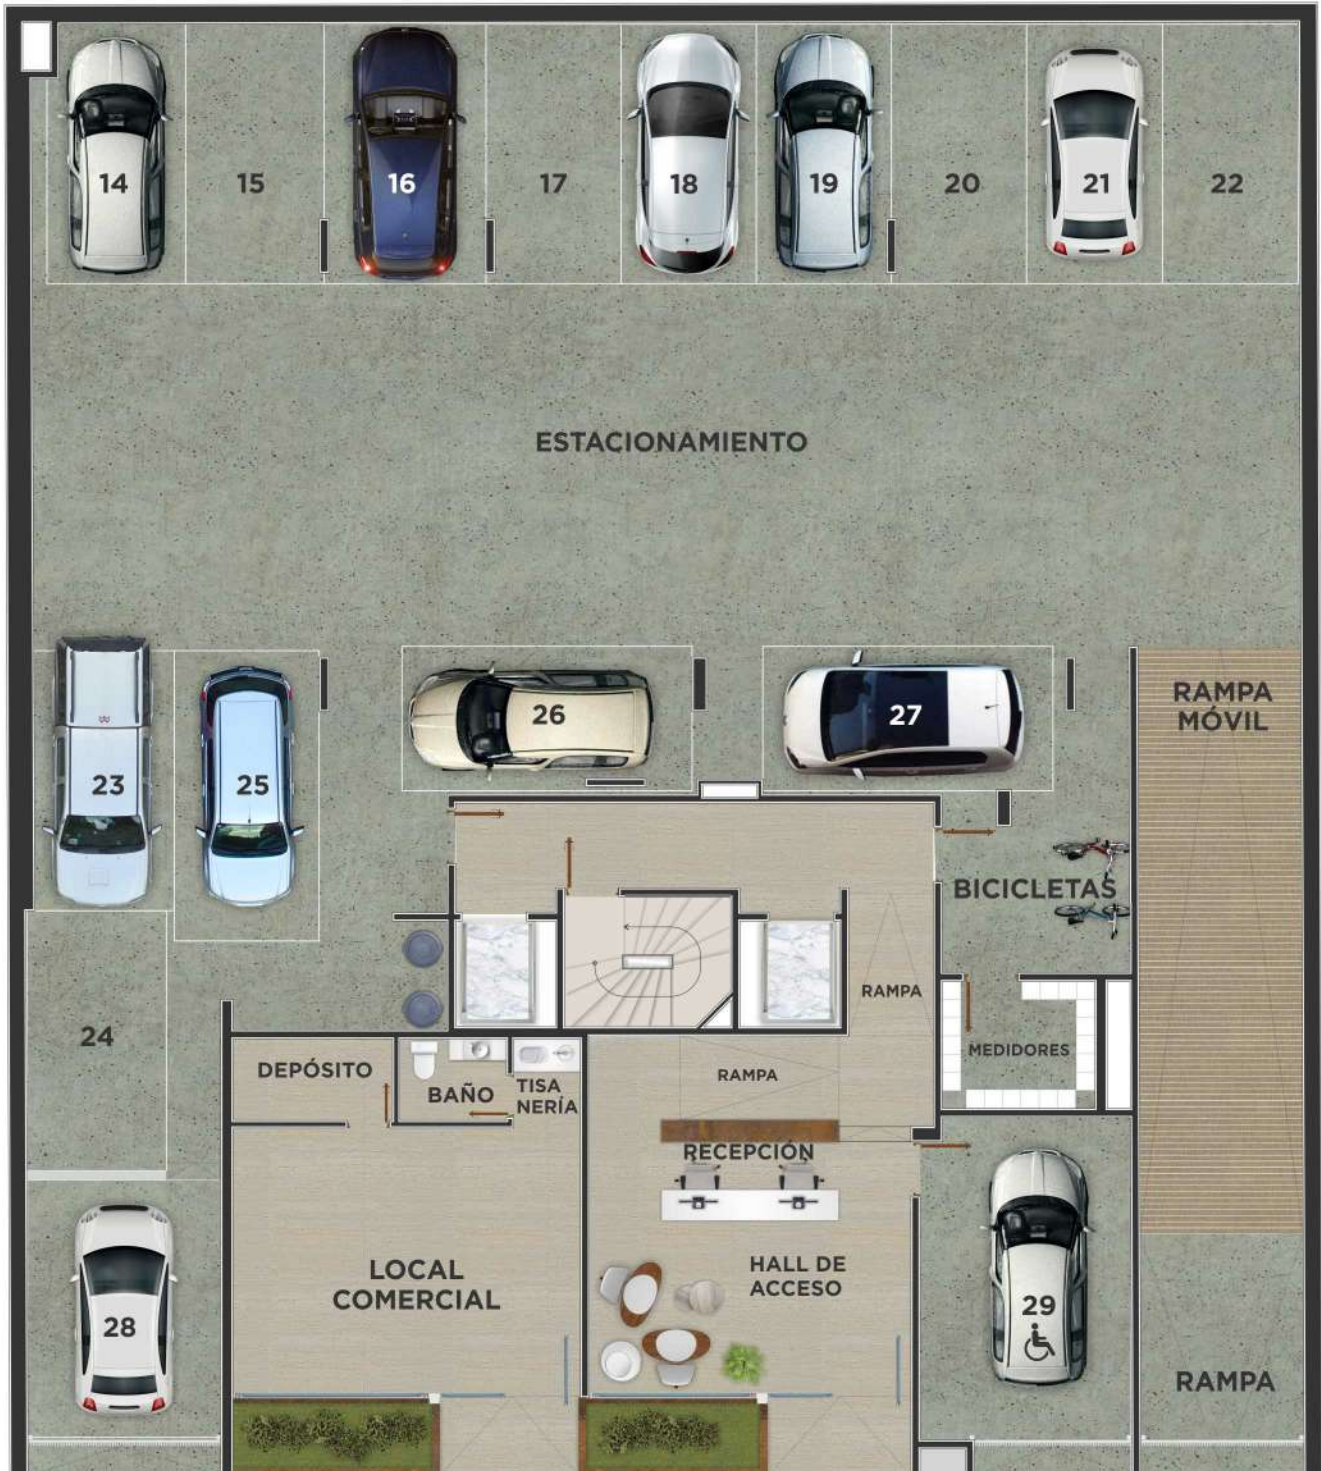 14
15
16
17
18
19
20
21
22
ESTACIONAMIENTO
23
25
26
27
RAMPA
MÓVIL
BICICLETAS
24
RAMPA
MEDIDORES
DEPÓSITO
BAÑO
TISA
NERÍA
RAMPA
RECEPCIÓN
LOCAL
COMERCIAL
HALL DE
ACCESO
28
29
RAMPA